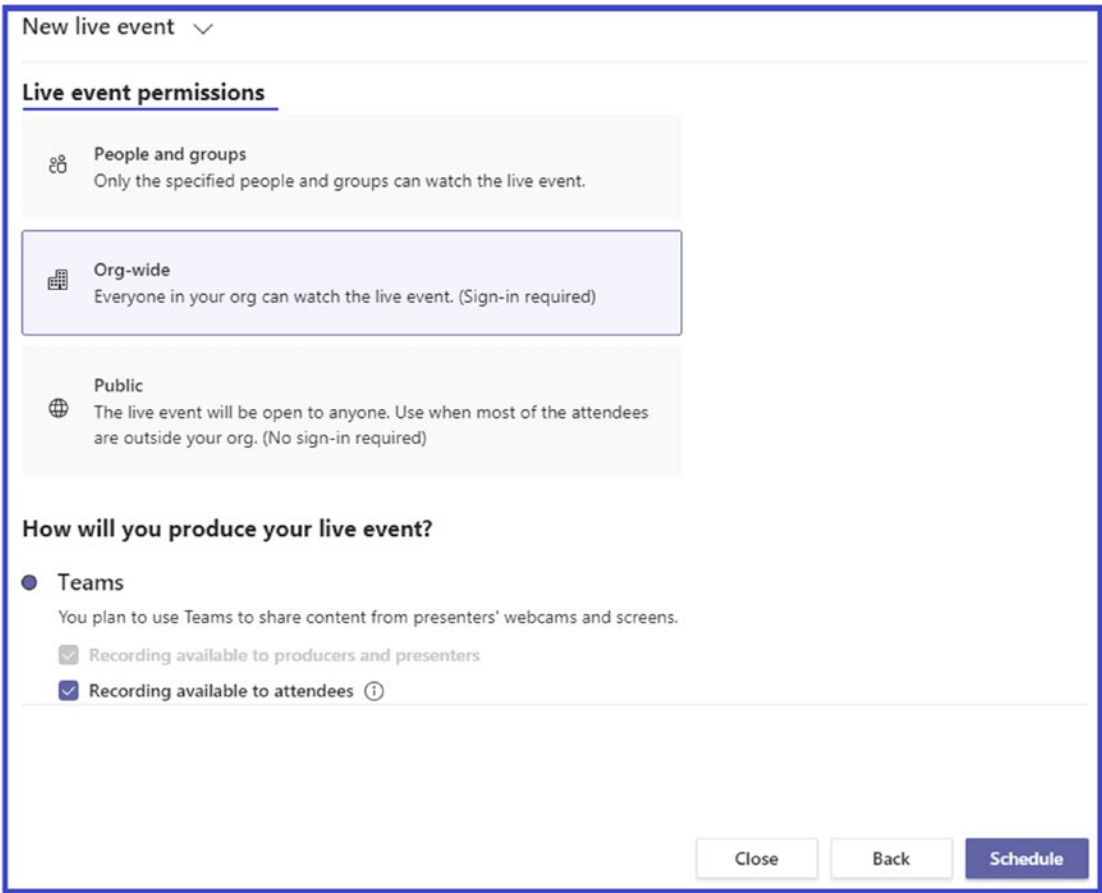 New live event
Live event permissions
People and groups
Only the specified people and groups can watch the live event.
Org-wide
Everyone in your org can watch the live event. (Sign-in required)
Public
The live event will be open to anyone. Use when most of the attendees
are outside your org. (No sign-in required)
How will you produce your live event?
Teams
You plan to use Teams to share content from presenters' webcams and screens.
Recording available to producers and presenters
Recording available to attendees
Close Back Schedule